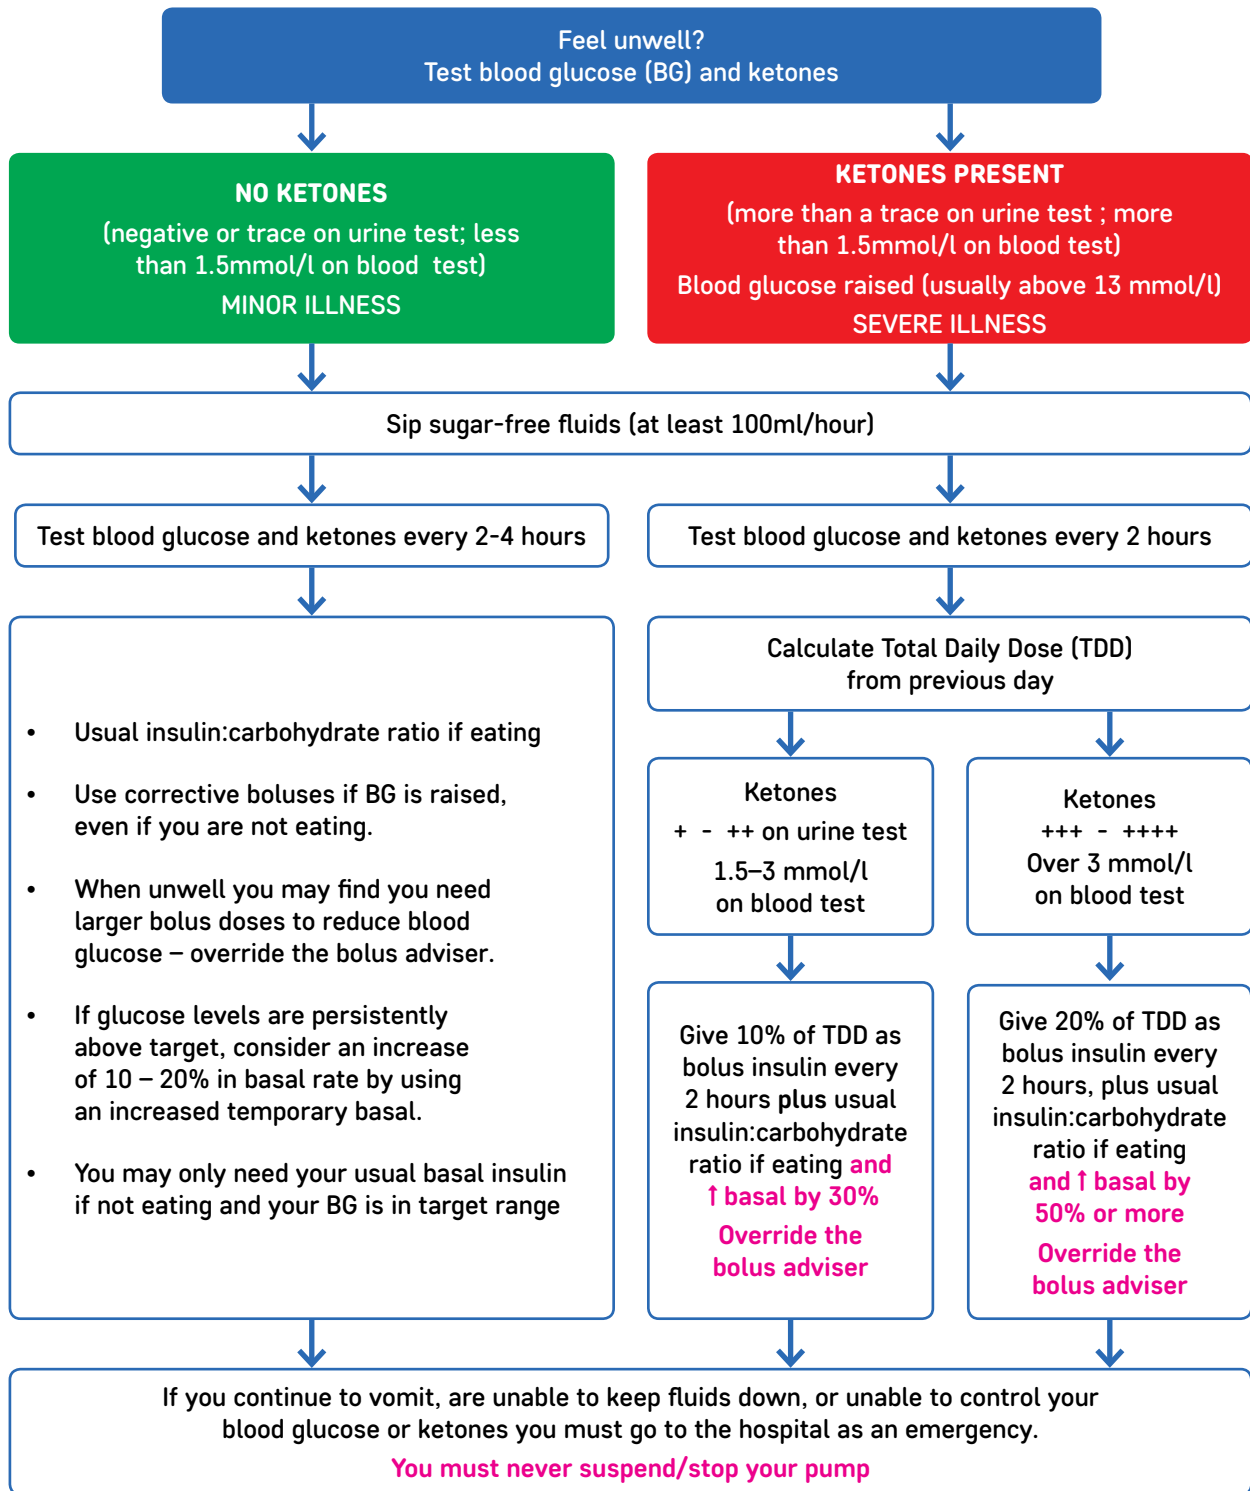 Feel unwell?
Test blood glucose (BG) and ketones
NO KETONES
(negative or trace on urine test; less
than 1.5mmol/l on blood test)
MINOR ILLNESS
KETONES PRESENT
(more than a trace on urine test ; more
than 1.5mmol/l on blood test)
Blood glucose raised (usually above 13 mmol/l)
SEVERE ILLNESS
Sip sugar-free fluids (at least 100ml/hour)
Test blood glucose and ketones every 2-4 hours
Test blood glucose and ketones every 2 hours
• Usual insulin:carbohydrate ratio if eating
• Use corrective boluses if BG is raised,
even if you are not eating.
• When unwell you may find you need
larger bolus doses to reduce blood
glucose – override the bolus adviser.
• If glucose levels are persistently
above target, consider an increase
of 10 – 20% in basal rate by using
an increased temporary basal.
• You may only need your usual basal insulin
if not eating and your BG is in target range
Calculate Total Daily Dose (TDD)
from previous day
Ketones
+ - ++ on urine test
1.5–3 mmol/l
on blood test
Ketones
+++ - ++++
Over 3 mmol/l
on blood test
Give 10% of TDD as
bolus insulin every
2 hours plus usual
insulin:carbohydrate
ratio if eating and
↑ basal by 30%
Override the
bolus adviser
Give 20% of TDD as
bolus insulin every
2 hours, plus usual
insulin:carbohydrate
ratio if eating
and ↑ basal by
50% or more
Override the
bolus adviser
If you continue to vomit, are unable to keep fluids down, or unable to control your
blood glucose or ketones you must go to the hospital as an emergency.
You must never suspend/stop your pump